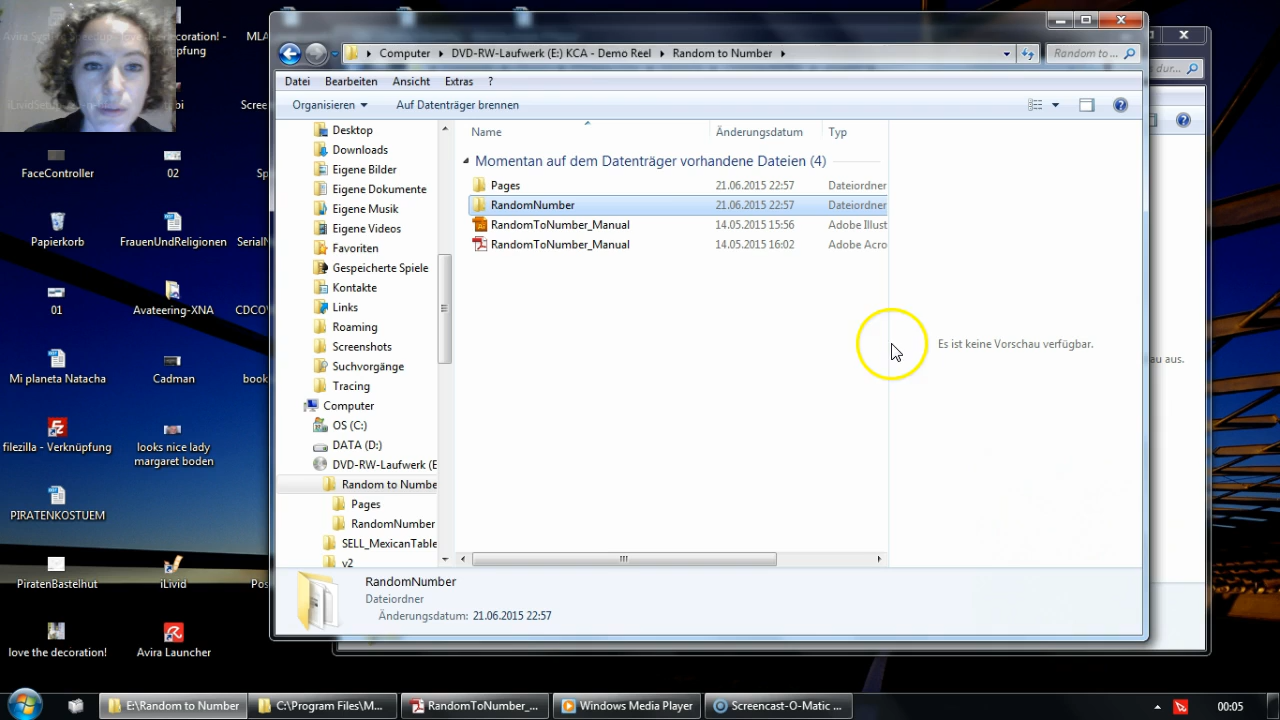 Computer
DVD-RW-Laufwerk (E:) KCA - Demo Reel
Random to Number
Random to ...
Datei
Bearbeiten
Ansicht
Extras
?
Organisieren
Auf Datenträger brennen
Desktop
Downloads
Eigene Bilder
Eigene Dokumente
Eigene Musik
Eigene Videos
Favoriten
Gespeicherte Spiele
Kontakte
Links
Roaming
Screenshots
Suchvorgänge
Tracing
Computer
OS (C:)
DATA (D:)
DVD-RW-Laufwerk (E
Random to Numbe
Pages
RandomNumber
SELL_MexicanTable
v2
Name
Änderungsdatum
Typ
Momentan auf dem Datenträger vorhandene Dateien (4)
Pages
21.06.2015 22:57
Dateiordner
RandomNumber
21.06.2015 22:57
Dateiordner
RandomToNumber_Manual
14.05.2015 15:56
Adobe Illust
RandomToNumber_Manual
14.05.2015 16:02
Adobe Acro
Es ist keine Vorschau verfügbar.
au aus.
RandomNumber
Dateiordner
Änderungsdatum: 21.06.2015 22:57
FaceController
02
Papierkorb
FrauenUndReligionen
01
Avateering-XNA
CDCOV
Mi planeta Natacha
Cadman
book
filezilla - Verknüpfung
looks nice lady
margaret boden
PIRATENKOSTUEM
PiratenBastelhut
iLivid
Pos
love the decoration!
Avira Launcher
E:\Random to Number
C:\Program Files\M...
RandomToNumber_...
Windows Media Player
Screencast-O-Matic ...
00:05